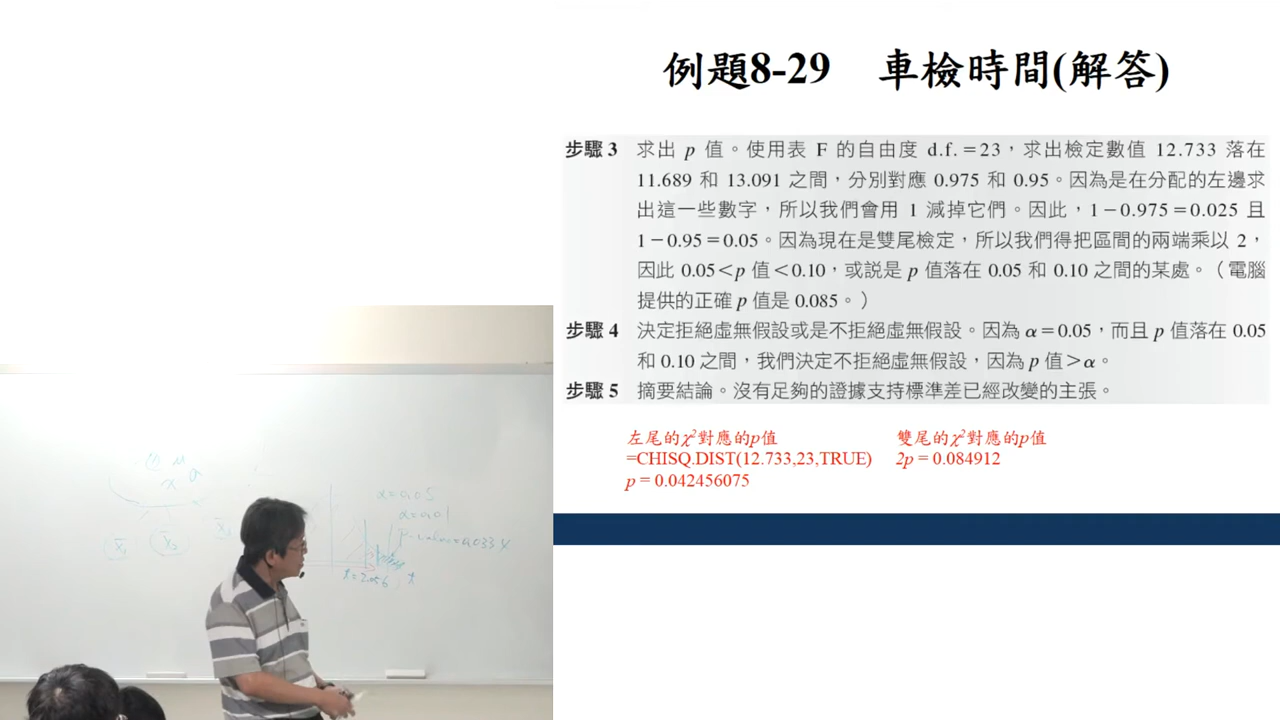 例題8-29 車檢時間(解答)
步驟 3 求出 p 值。使用表 F 的自由度 d.f.=23,求出檢定數值 12.733 落在
11.689 和 13.091 之間,分別對應 0.975 和 0.95。因為是在分配的左邊求
出這一些數字,所以我們會用 1 減掉它們。因此,1-0.975=0.025 且
1-0.95=0.05。因為現在是雙尾檢定,所以我們得把區間的兩端乘以 2,
因此 0.05<p 值<0.10,或說是 p 值落在 0.05 和 0.10 之間的某處。(電腦
提供的正確 p 值是 0.085。)
步驟 4 決定拒絕虛無假設或是不拒絕虛無假設。因為 α=0.05,而且 p 值落在 0.05
和 0.10 之間,我們決定不拒絕虛無假設,因為 p 值>α。
步驟 5 摘要結論。沒有足夠的證據支持標準差已經改變的主張。
左尾的χ²對應的p值
=CHISQ.DIST(12.733,23,TRUE)
p = 0.042456075
雙尾的χ²對應的p值
2p = 0.084912
α=0.05
α=0.01